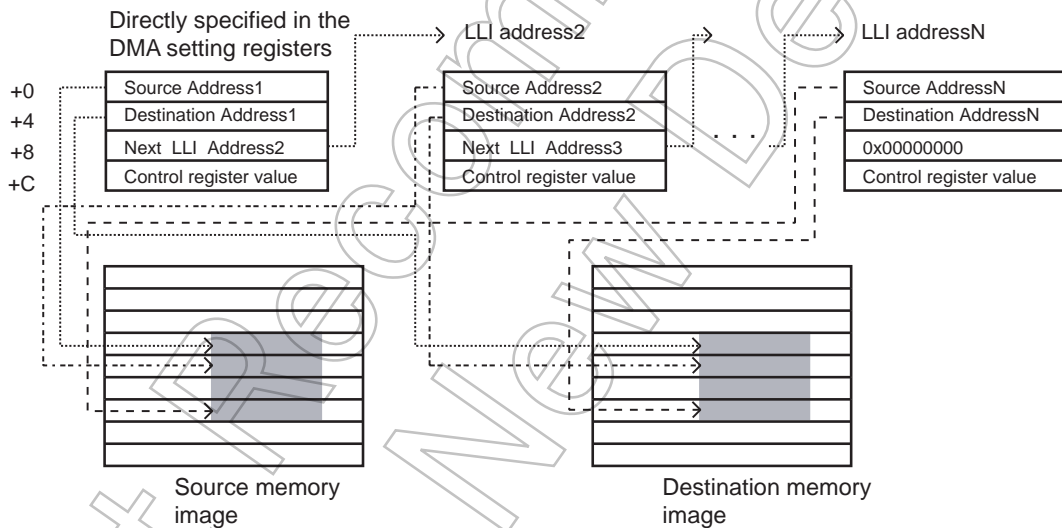 Directly specified in the
DMA setting registers
LLI address2
LLI addressN
+0
+4
+8
+C
Source Address1
Destination Address1
Next LLI Address2
Control register value
Source Address2
Destination Address2
Next LLI Address3
Control register value
. . .
Source AddressN
Destination AddressN
0x00000000
Control register value
Source memory
image
Destination memory
image